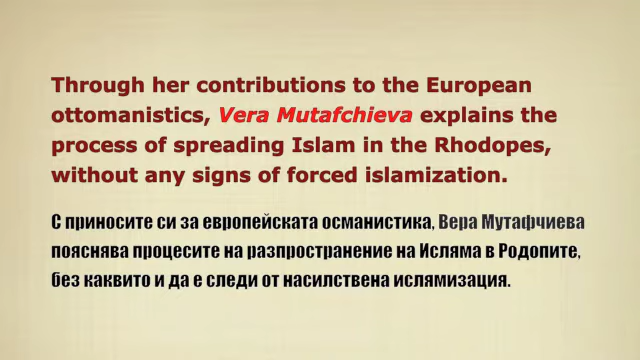 Through her contributions to the European
ottomanistics, Vera Mutafchieva explains the
process of spreading Islam in the Rhodopes,
without any signs of forced islamization.
С приносите си за европейската османистика, Вера Мутафчиева
пояснява процесите на разпространение на Исляма в Родопите,
без каквито и да е следи от насилствена ислямизация.